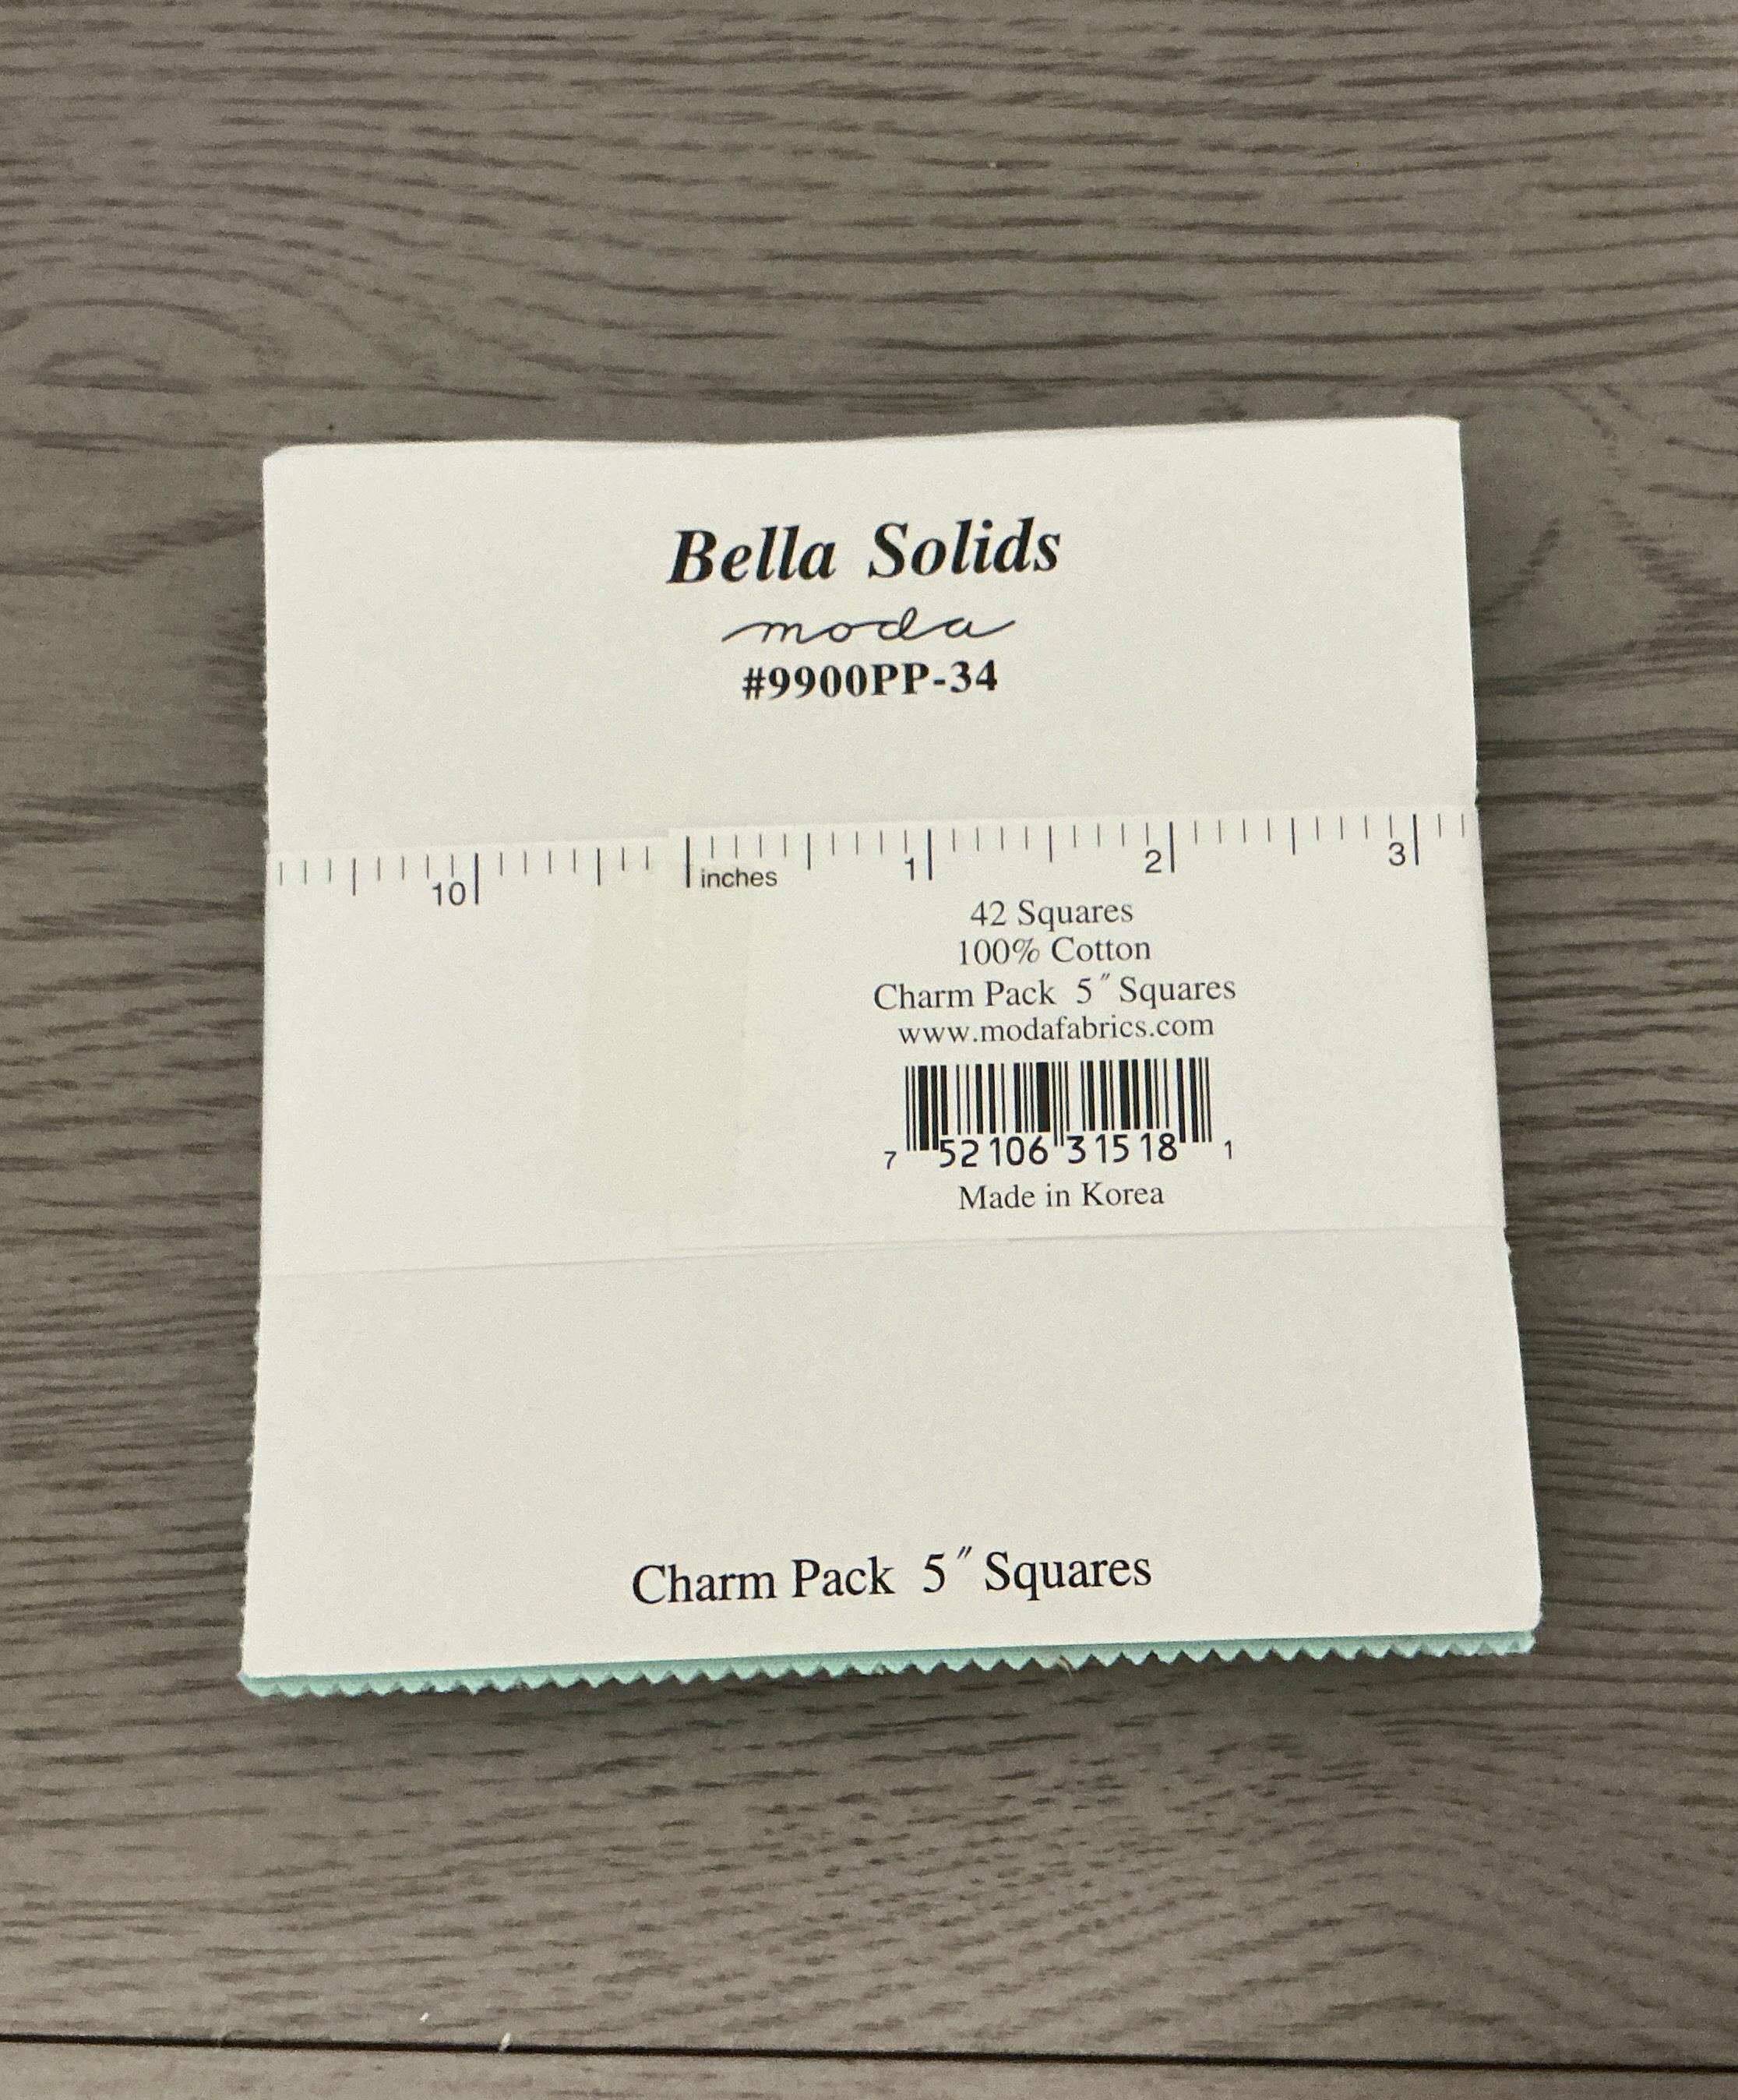 Bella Solids
moda
#9900PP-34
10 inches 1 2 3
42 Squares
100% Cotton
Charm Pack 5″ Squares
www.modafabrics.com
7 52106 31518 1
Made in Korea
Charm Pack 5″ Squares